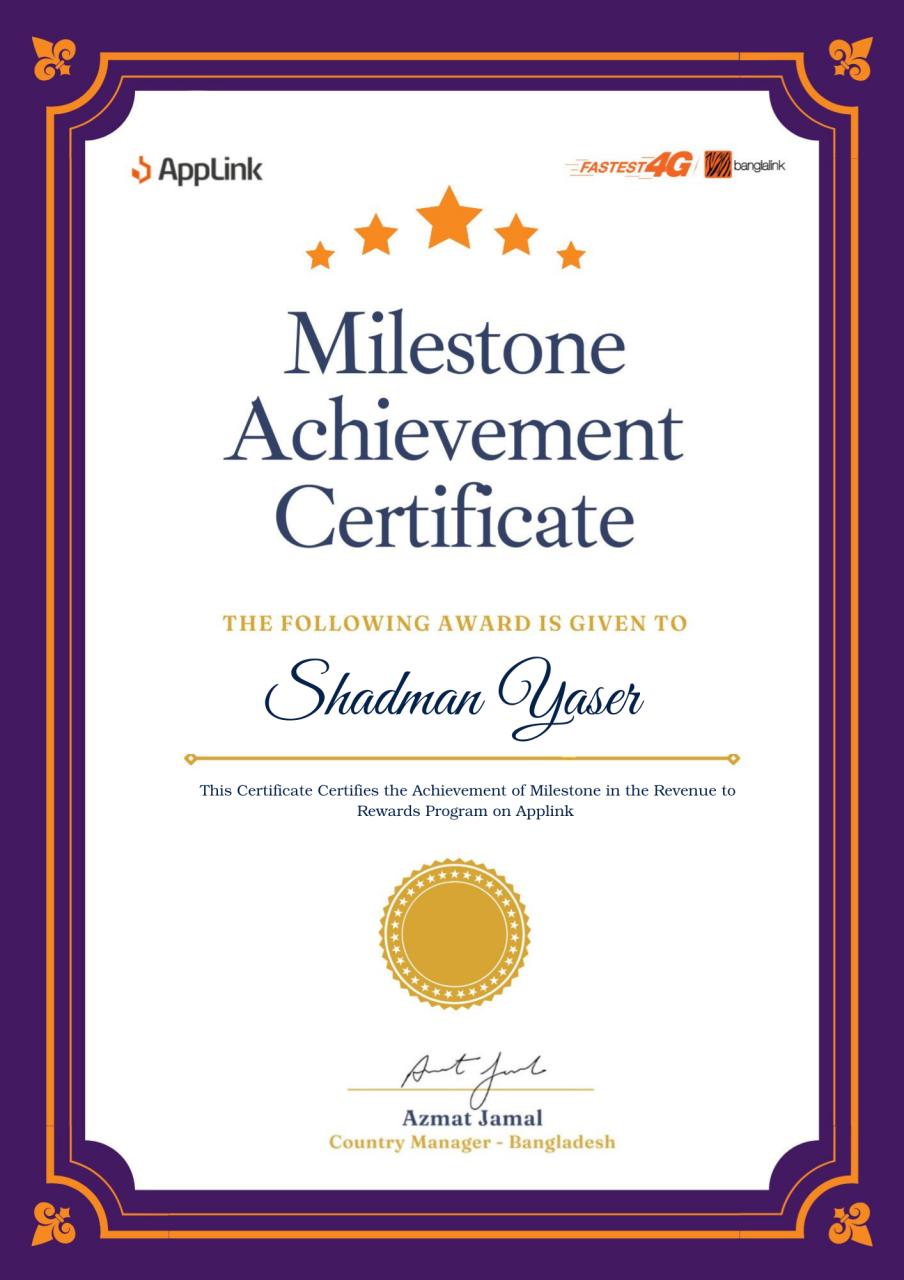 AppLink
FASTEST 4G / banglalink
Milestone
Achievement
Certificate
THE FOLLOWING AWARD IS GIVEN TO
Shadman Yaser
This Certificate Certifies the Achievement of Milestone in the Revenue to
Rewards Program on Applink
Azmat Jamal
Country Manager - Bangladesh